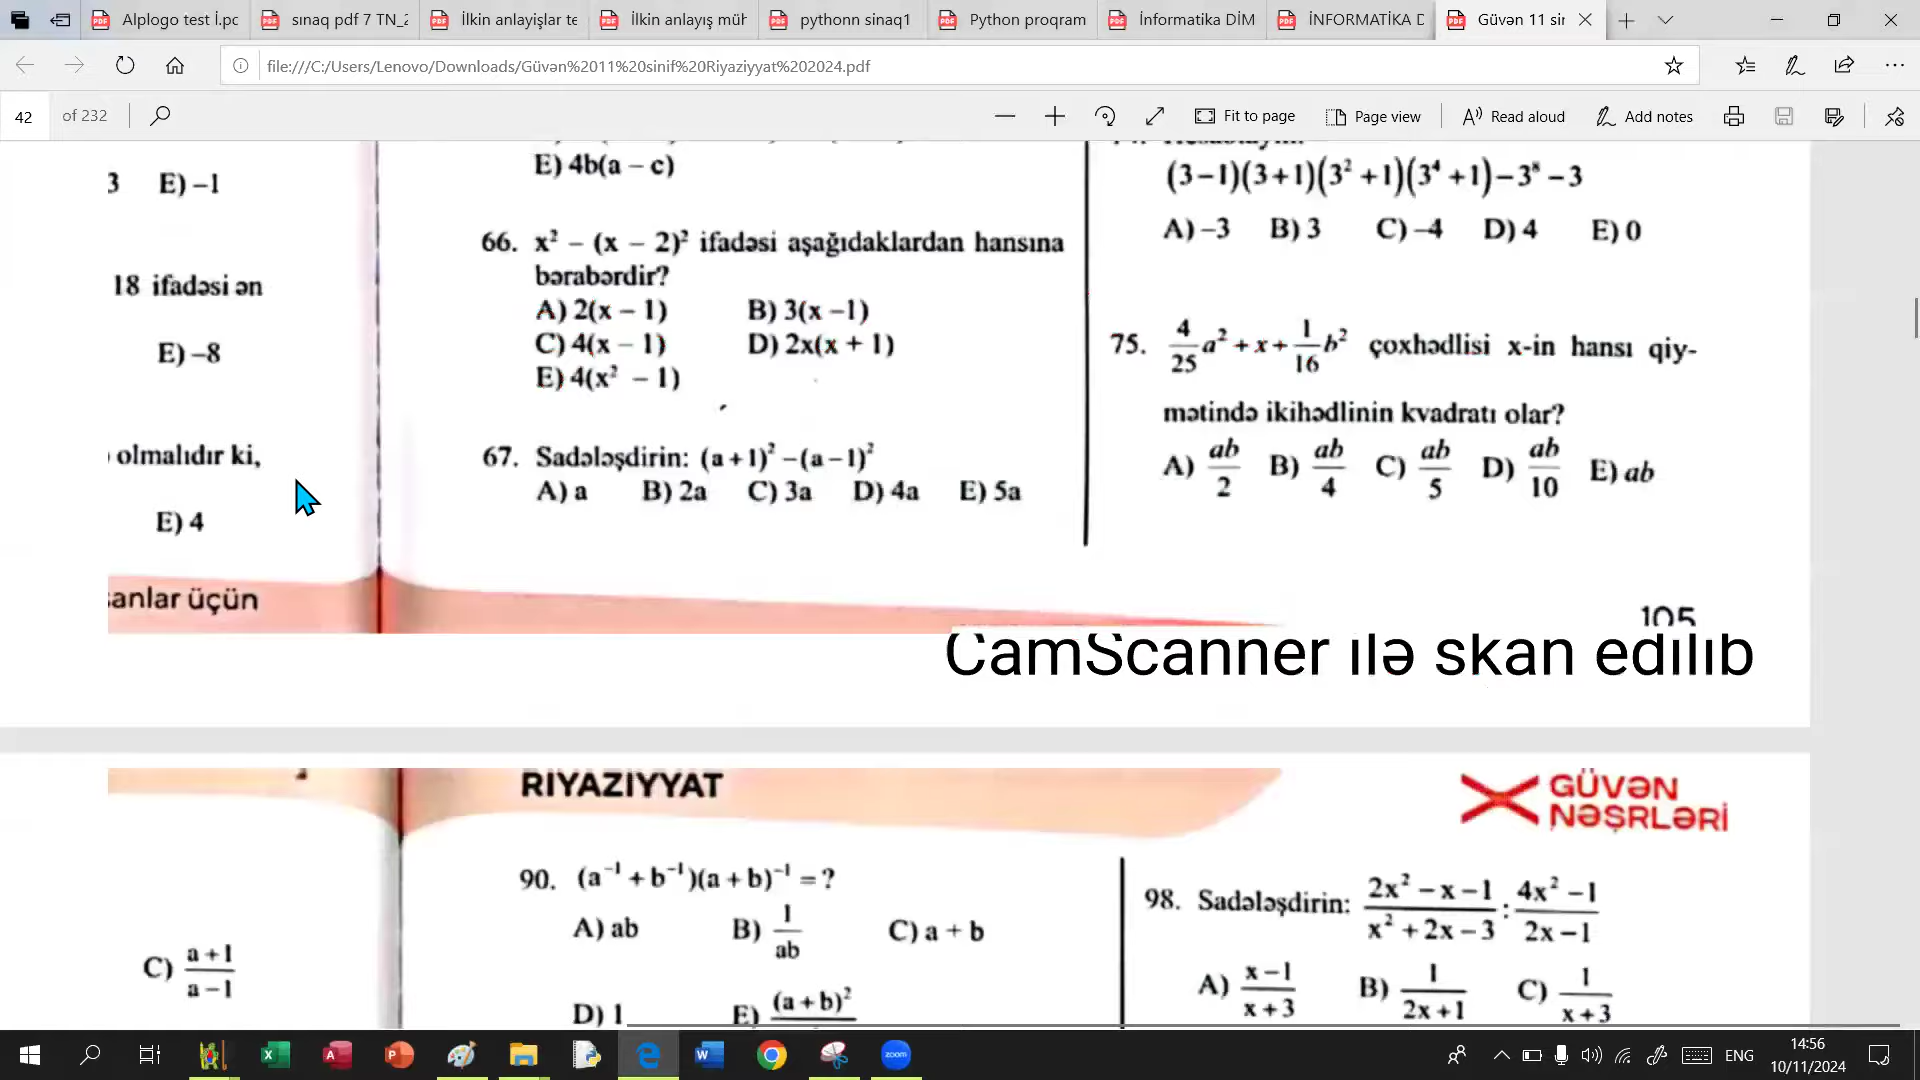 Alplogo test İ.pc
sınaq pdf 7 TN_2
İlkin anlayişlar te
İlkin anlayış müh
pythonn sinaq1
Python proqram
İnformatika DİM
İNFORMATİKA D
Güvən 11 sir
file:///C:/Users/Lenovo/Downloads/Güvən%2011%20sinif%20Riyaziyyat%202024.pdf
42 of 232
Fit to page
Page view
Read aloud
Add notes
3 E) –1
18 ifadəsi ən
E) –8
olmalıdır ki,
E) 4
anlar üçün
E) 4b(a – c)
66. x² – (x – 2)² ifadəsi aşağıdaklardan hansına
bərabərdir?
A) 2(x – 1) B) 3(x –1)
C) 4(x – 1) D) 2x(x + 1)
E) 4(x² – 1)
67. Sadələşdirin: (a+1)² –(a–1)²
A) a B) 2a C) 3a D) 4a E) 5a
(3–1)(3+1)(3² +1)(3⁴ +1)–3⁸ –3
A) –3 B) 3 C) –4 D) 4 E) 0
75. 4/25 a² + x + 1/16 b² çoxhədlisi x-in hansı qiy-
mətində ikihədlinin kvadratı olar?
A) ab/2 B) ab/4 C) ab/5 D) ab/10 E) ab
105
CamScanner ilə skan edilib
RİYAZİYYAT
GÜVƏN
NƏŞRLƏRİ
C) a+1/a–1
90. (a⁻¹ + b⁻¹)(a + b)⁻¹ = ?
A) ab B) 1/ab C) a + b
D) 1 E) (a + b)²
98. Sadələşdirin: 2x² – x – 1/x² + 2x – 3 : 4x² – 1/2x – 1
A) x – 1/x + 3 B) 1/2x + 1 C) 1/x + 3
zoom
ENG
14:56
10/11/2024